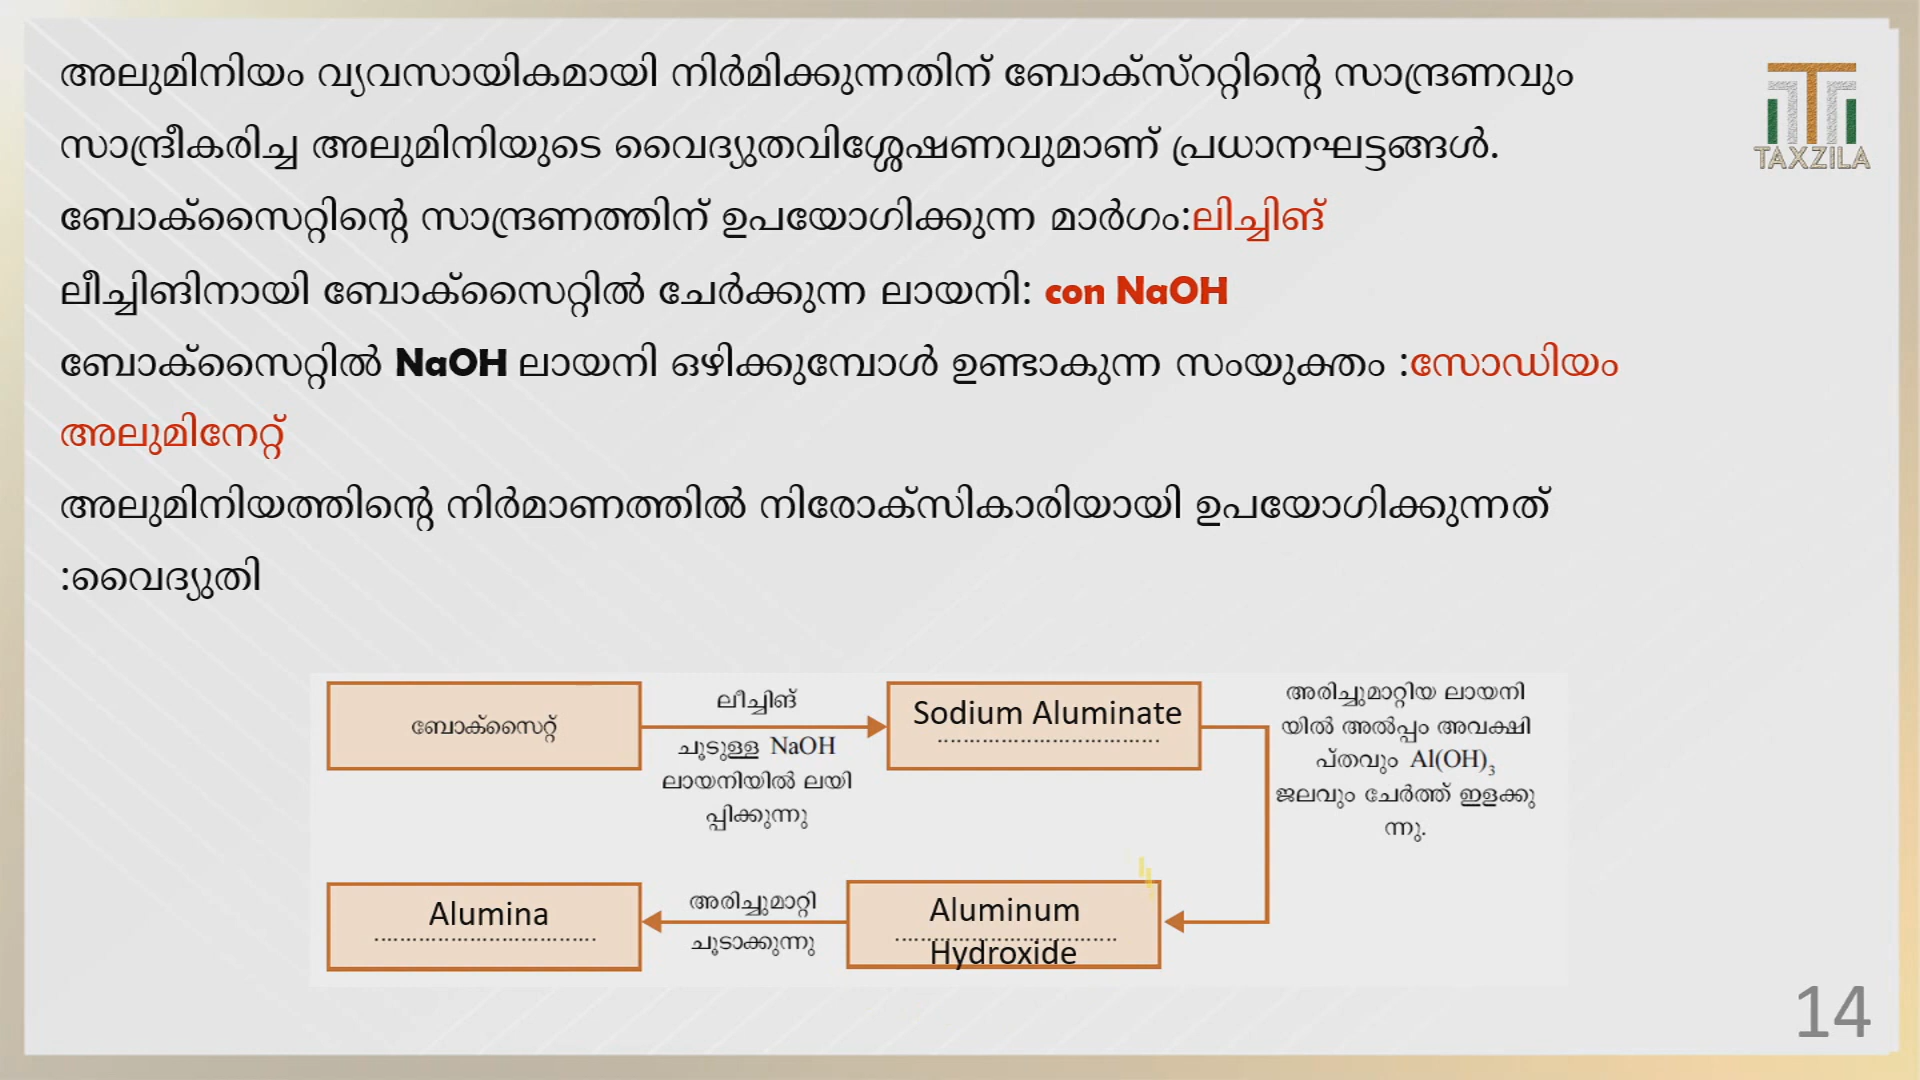 അലുമിനിയം വ്യവസായികമായി നിർമിക്കുന്നതിന് ബോക്സ്ററ്റിന്റെ സാന്ദ്രണവും
സാന്ദ്രീകരിച്ച അലുമിനിയുടെ വൈദ്യുതവിശ്ലേഷണവുമാണ് പ്രധാനഘട്ടങ്ങൾ.
ബോക്സൈറ്റിന്റെ സാന്ദ്രണത്തിന് ഉപയോഗിക്കുന്ന മാർഗം:ലിച്ചിങ്
ലീച്ചിങിനായി ബോക്സൈറ്റിൽ ചേർക്കുന്ന ലായനി: con NaOH
ബോക്സൈറ്റിൽ NaOH ലായനി ഒഴിക്കുമ്പോൾ ഉണ്ടാകുന്ന സംയുക്തം :സോഡിയം
അലുമിനേറ്റ്
അലുമിനിയത്തിന്റെ നിർമാണത്തിൽ നിരോക്സികാരിയായി ഉപയോഗിക്കുന്നത്
:വൈദ്യുതി
TAXZILA
ബോക്സൈറ്റ്
ലീച്ചിങ്
ചൂടുള്ള NaOH
ലായനിയിൽ ലയി
പ്പിക്കുന്നു
Sodium Aluminate
അരിച്ചുമാറ്റിയ ലായനി
യിൽ അൽപ്പം അവക്ഷി
പ്തവും Al(OH)₃
ജലവും ചേർത്ത് ഇളക്കു
ന്നു.
Aluminum
Hydroxide
അരിച്ചുമാറ്റി
ചൂടാക്കുന്നു
Alumina
14